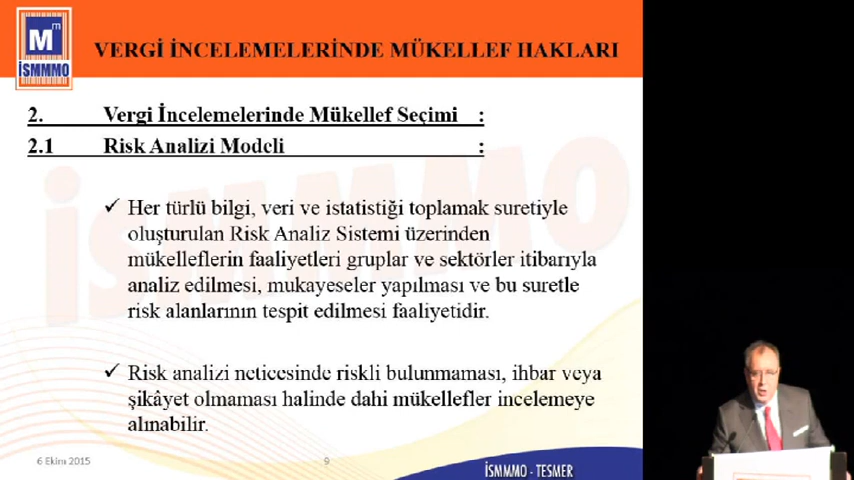 Mm
İSMMMO
VERGİ İNCELEMELERİNDE MÜKELLEF HAKLARI
2. Vergi İncelemelerinde Mükellef Seçimi :
2.1 Risk Analizi Modeli :
✓ Her türlü bilgi, veri ve istatistiği toplamak suretiyle
oluşturulan Risk Analiz Sistemi üzerinden
mükelleflerin faaliyetleri gruplar ve sektörler itibarıyla
analiz edilmesi, mukayeseler yapılması ve bu suretle
risk alanlarının tespit edilmesi faaliyetidir.
✓ Risk analizi neticesinde riskli bulunmaması, ihbar veya
şikâyet olmaması halinde dahi mükellefler incelemeye
alınabilir.
6 Ekim 2015
9
İSMMMO - TESMER
İSMMMO